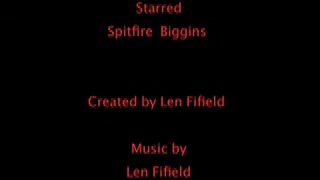 Starred
Spitfire Biggins
Created by Len Fifield
Music by
Len Fifield